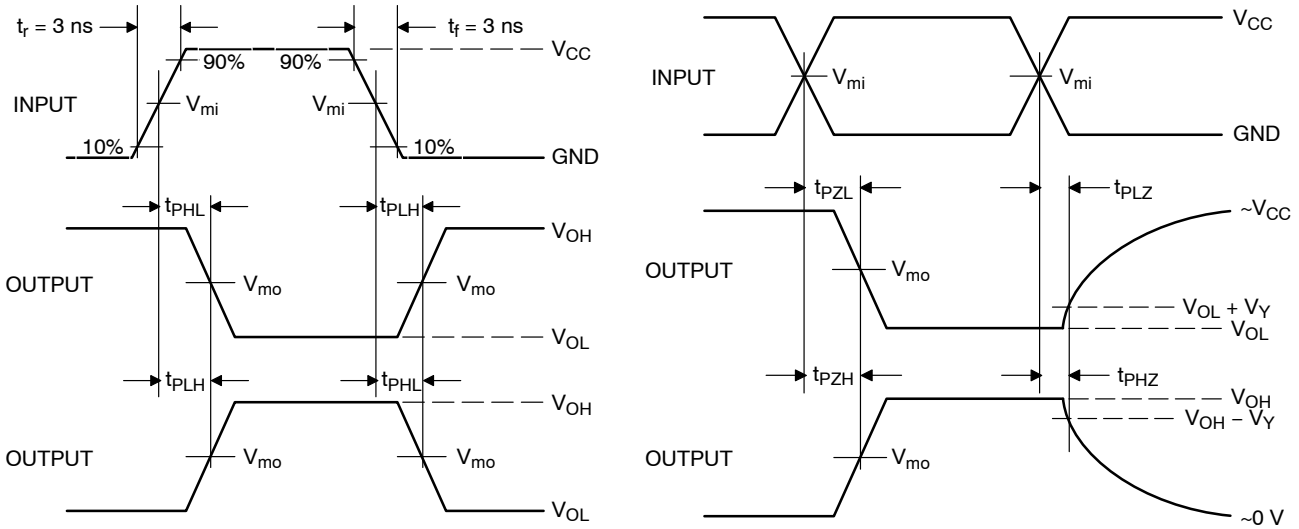 tr = 3 ns
tf = 3 ns
VCC
90%
90%
INPUT
Vmi
Vmi
10%
10%
GND
tPHL
tPLH
VOH
OUTPUT
Vmo
Vmo
VOL
tPLH
tPHL
VOH
OUTPUT
Vmo
Vmo
VOL
VCC
INPUT
Vmi
Vmi
GND
tPZL
tPLZ
~VCC
OUTPUT
Vmo
VOL + VY
VOL
tPZH
tPHZ
VOH
VOH − VY
OUTPUT
Vmo
~0 V